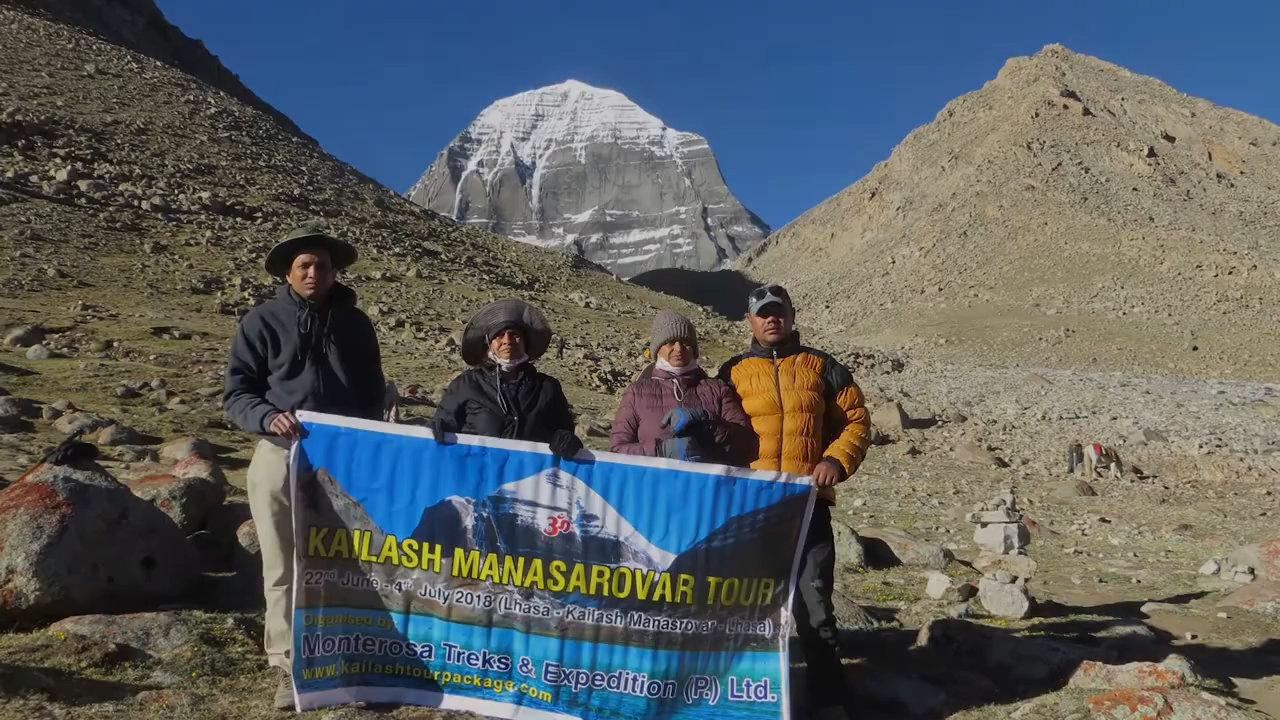 ॐ
KAILASH MANASAROVAR TOUR
22nd June - 4th July 2018 (Lhasa - Kailash Manasrovar - Lhasa)
Organised by:
Monterosa Treks & Expedition (P.) Ltd.
www.kailashtourpackage.com